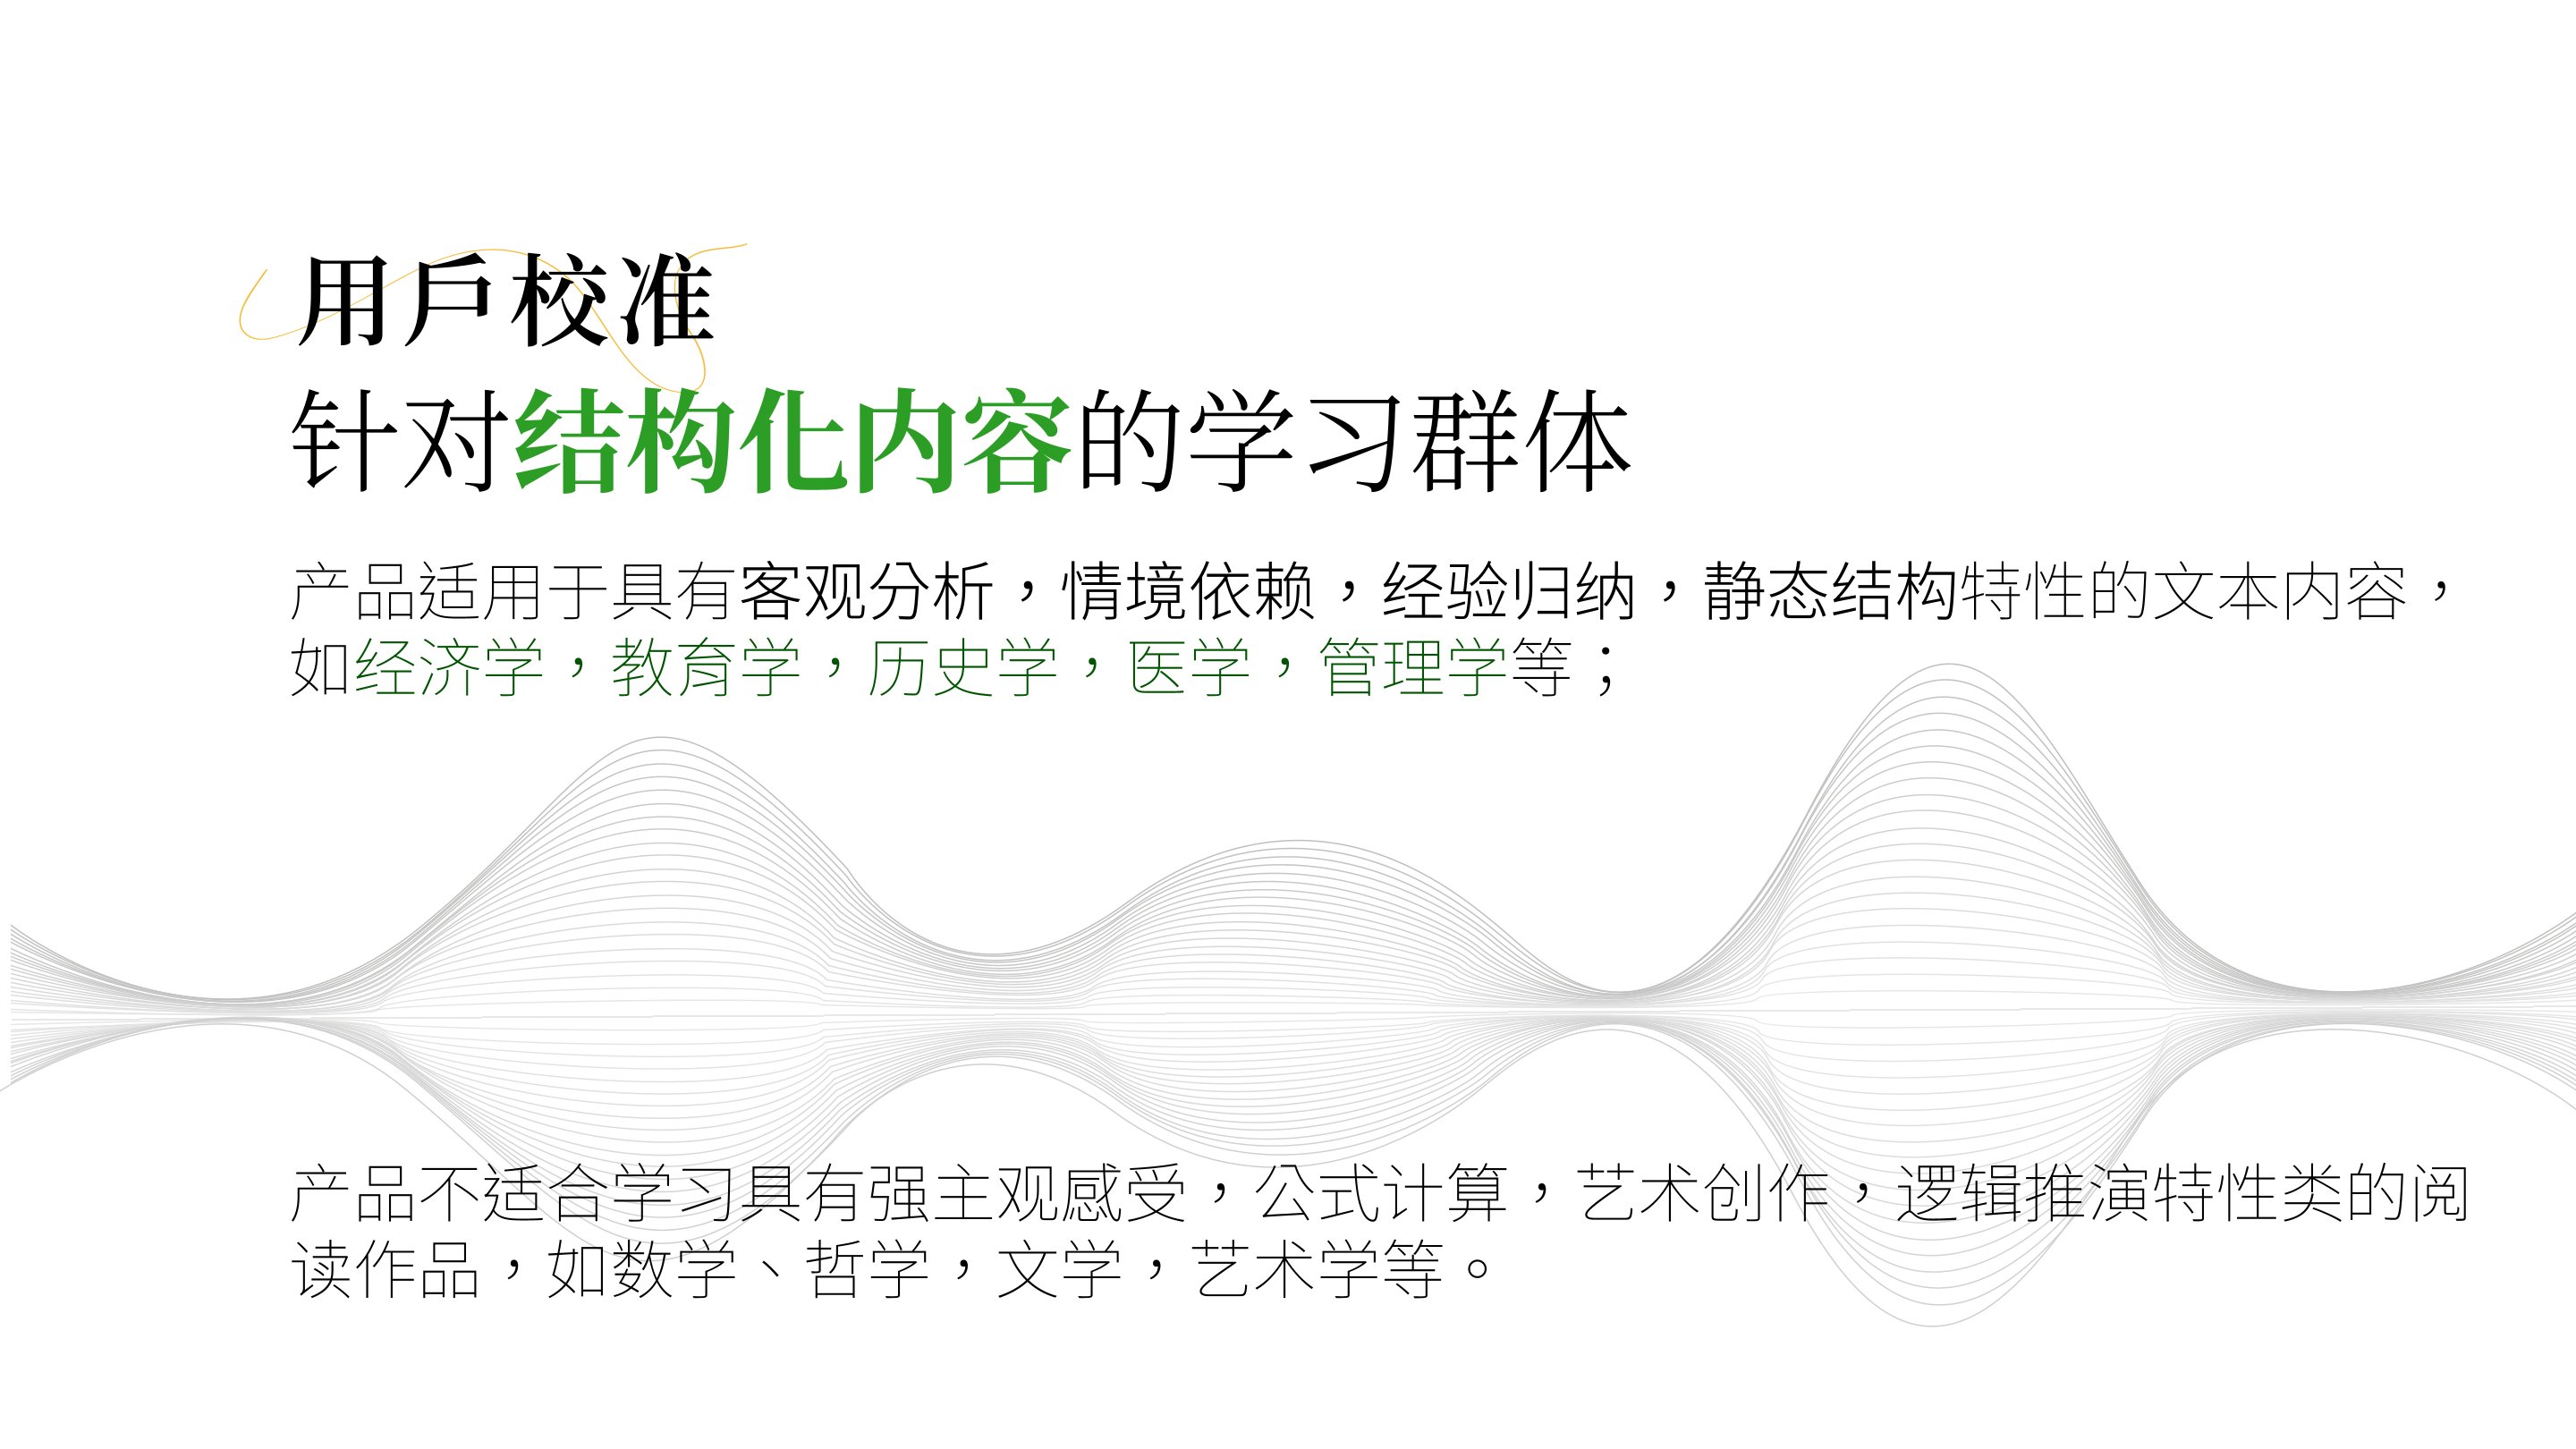 用戶校准
针对结构化内容的学习群体
产品适用于具有客观分析，情境依赖，经验归纳，静态结构特性的文本内容，
如经济学，教育学，历史学，医学，管理学等；
产品不适合学习具有强主观感受，公式计算，艺术创作，逻辑推演特性类的阅
读作品，如数学、哲学，文学，艺术学等。